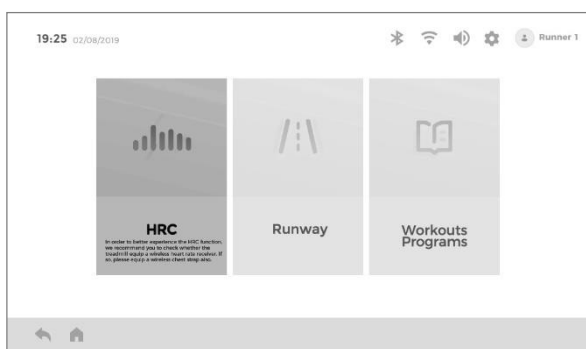 19:25 02/08/2019
Runner 1
HRC
In order to better experience the HRC function,
we recommend you to check whether the
treadmill equip a wireless heart rate receiver. If
so, please equip a wireless chest strap also.
Runway
Workouts
Programs